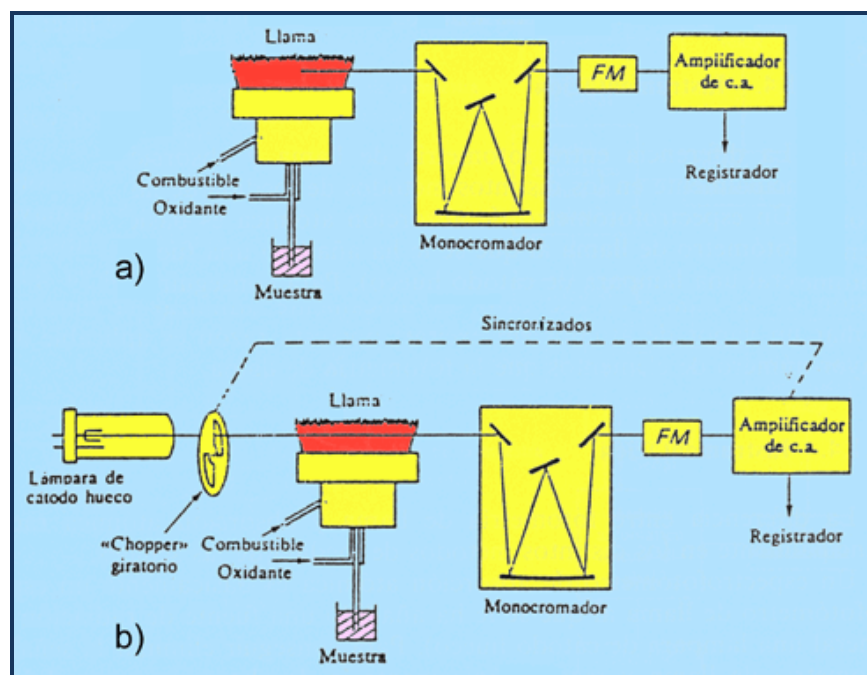 Llama
FM
Amplificador
de c.a.
Combustible
Oxidante
Registrador
Monocromador
a)
Muestra
Sincronizados
Llama
FM
Amplificador
de c.a.
Lámpara de
catodo hueco
«Chopper»
giratorio
Combustible
Oxidante
Registrador
Monocromador
b)
Muestra